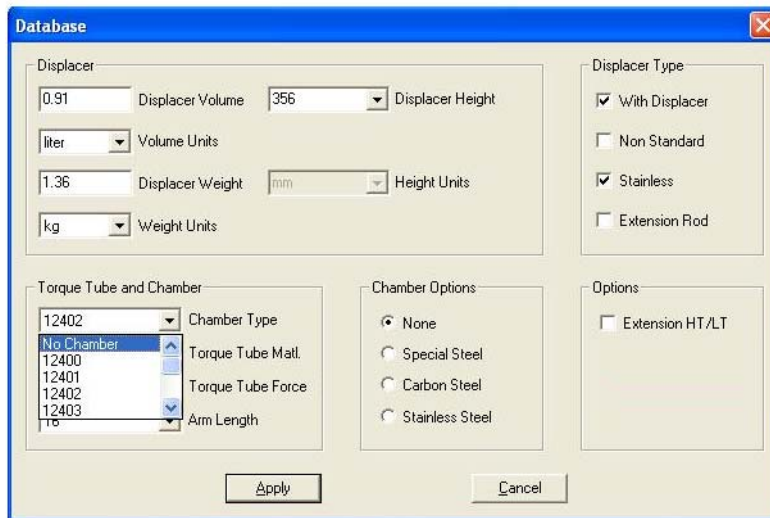 Database
Displacer
0.91 Displacer Volume 356 Displacer Height
liter Volume Units
1.36 Displacer Weight mm Height Units
kg Weight Units
Displacer Type
With Displacer
Non Standard
Stainless
Extension Rod
Torque Tube and Chamber
12402 Chamber Type
No Chamber
12400
12401
12402
12403
Torque Tube Matl.
Torque Tube Force
16 Arm Length
Chamber Options
None
Special Steel
Carbon Steel
Stainless Steel
Options
Extension HT/LT
Apply Cancel